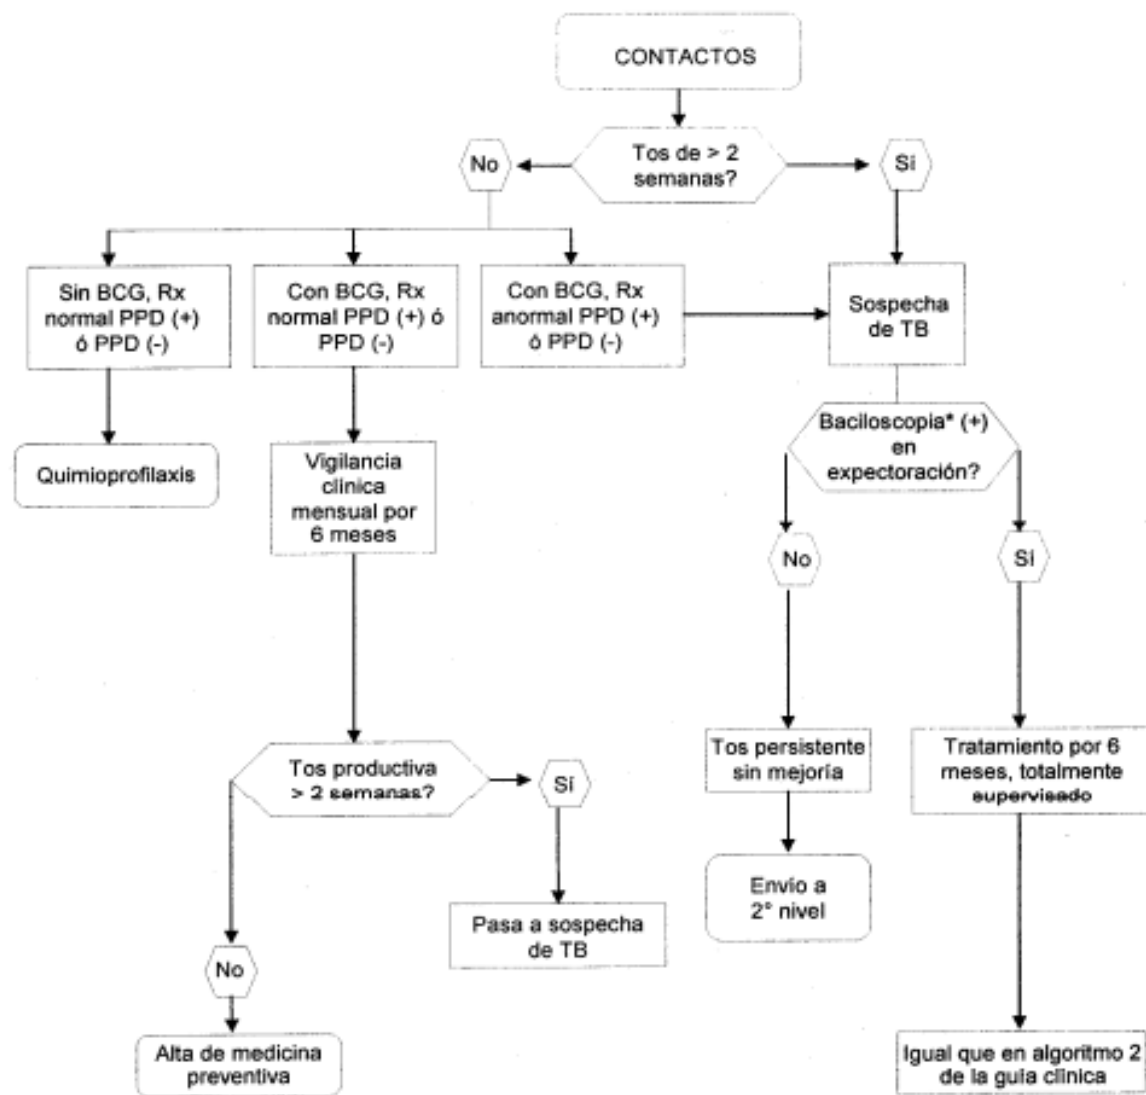 CONTACTOS
Tos de > 2
semanas?
No
Sí
Sin BCG, Rx
normal PPD (+)
ó PPD (-)
Con BCG, Rx
normal PPD (+) ó
PPD (-)
Con BCG, Rx
anormal PPD (+)
ó PPD (-)
Sospecha
de TB
Quimioprofilaxis
Vigilancia
clínica
mensual por
6 meses
Baciloscopia* (+)
en
expectoración?
No
Sí
Tos productiva
> 2 semanas?
Sí
No
Tos persistente
sin mejoría
Tratamiento por 6
meses, totalmente
supervisado
Pasa a sospecha
de TB
Envío a
2° nivel
Alta de medicina
preventiva
Igual que en algoritmo 2
de la guía clínica